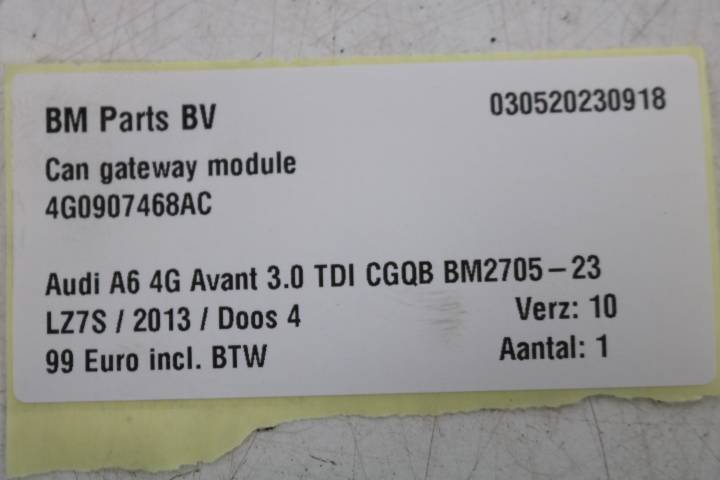 BM Parts BV 030520230918
Can gateway module
4G0907468AC
Audi A6 4G Avant 3.0 TDI CGQB BM2705-23
LZ7S / 2013 / Doos 4 Verz: 10
99 Euro incl. BTW Aantal: 1